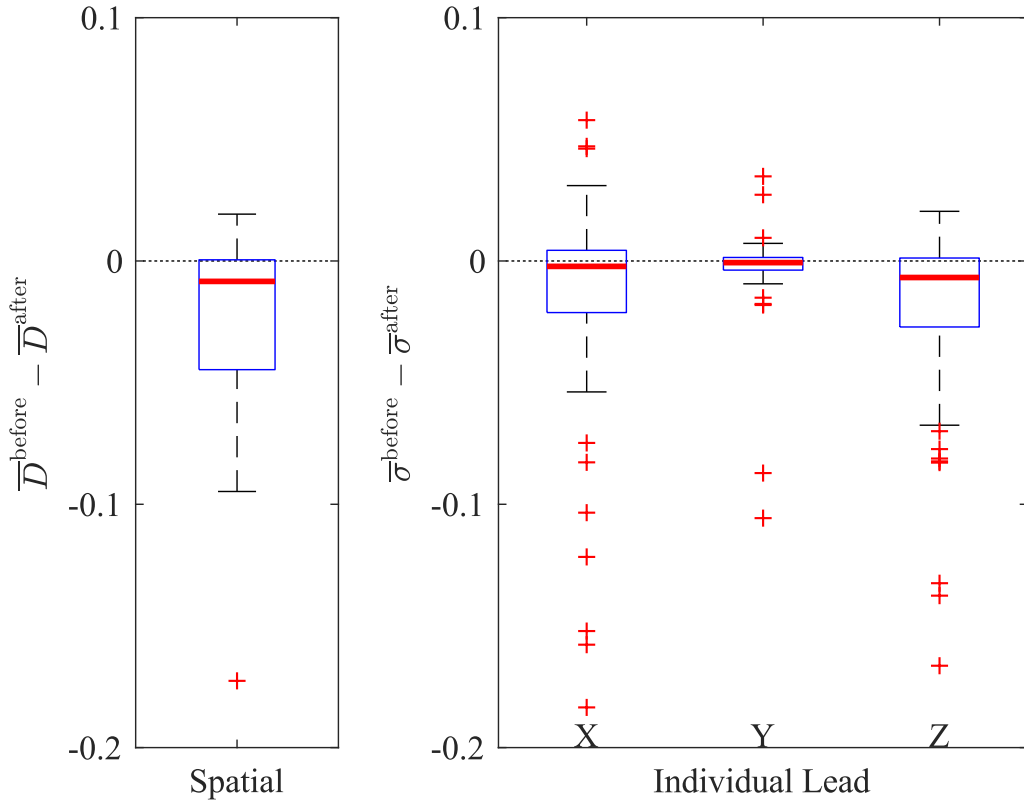 0.1
0
-0.1
-0.2
D̅^before − D̅^after
Spatial
0.1
0
-0.1
-0.2
σ̅^before − σ̅^after
X Y Z
Individual Lead